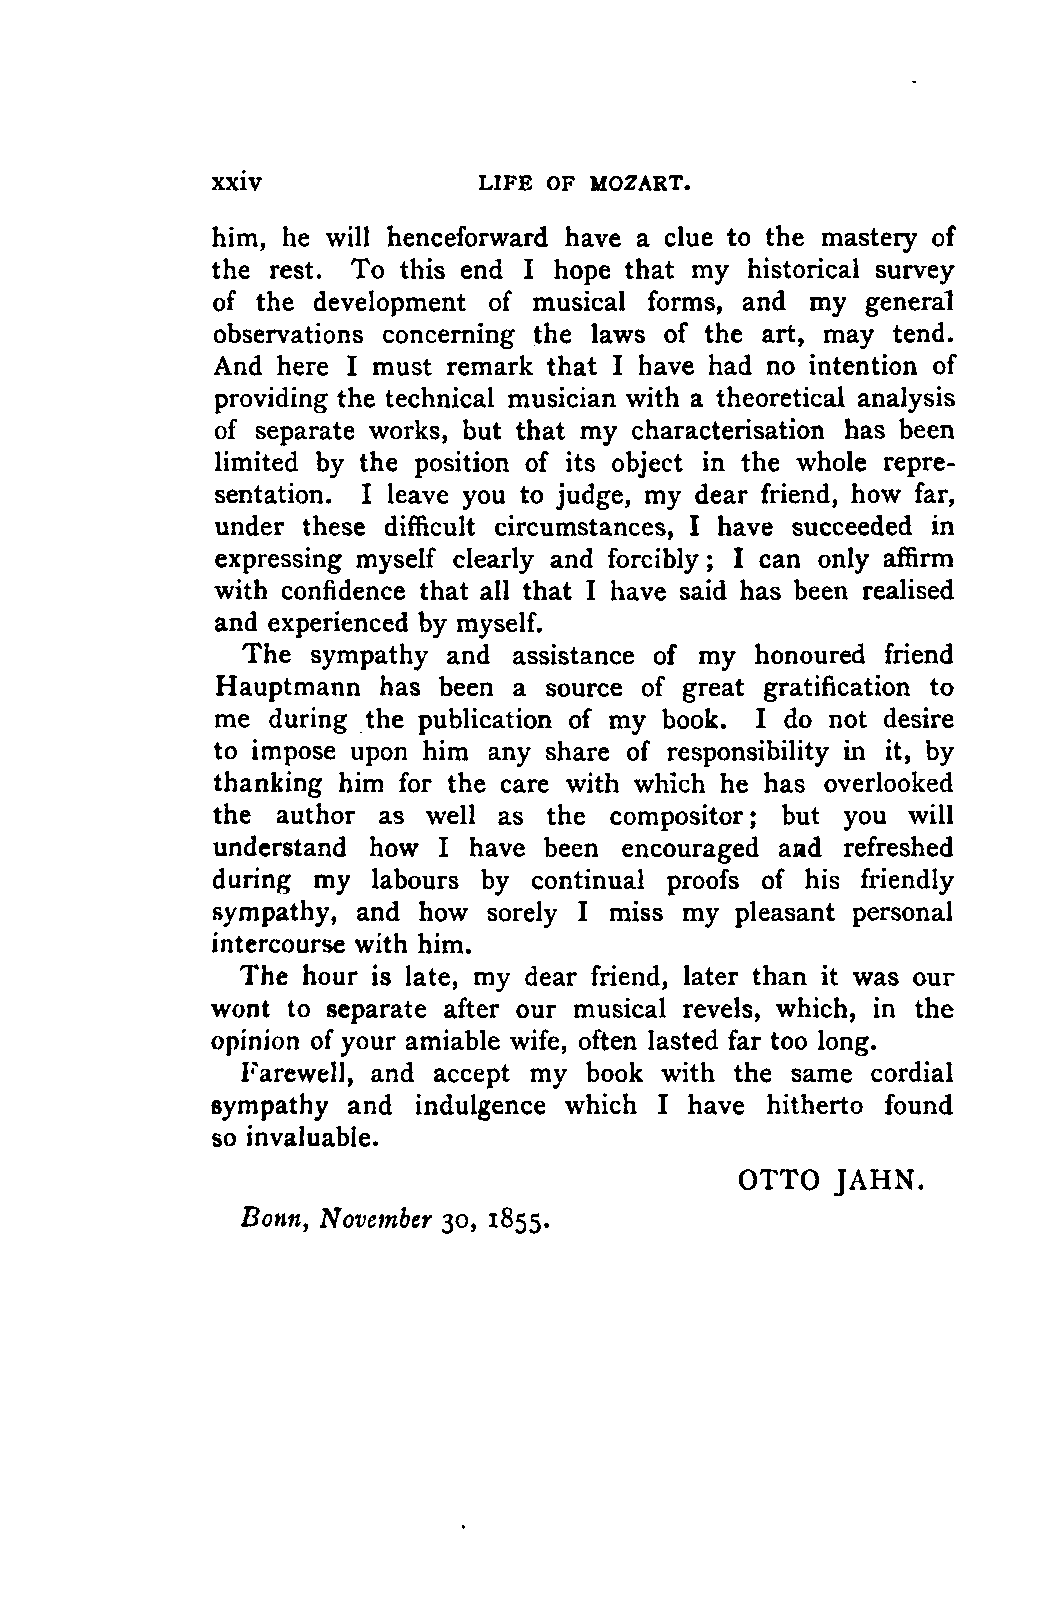 xxiv LIFE OF MOZART.
him, he will henceforward have a clue to the mastery of
the rest. To this end I hope that my historical survey
of the development of musical forms, and my general
observations concerning the laws of the art, may tend.
And here I must remark that I have had no intention of
providing the technical musician with a theoretical analysis
of separate works, but that my characterisation has been
limited by the position of its object in the whole repre-
sentation. I leave you to judge, my dear friend, how far,
under these difficult circumstances, I have succeeded in
expressing myself clearly and forcibly; I can only affirm
with confidence that all that I have said has been realised
and experienced by myself.
The sympathy and assistance of my honoured friend
Hauptmann has been a source of great gratification to
me during the publication of my book. I do not desire
to impose upon him any share of responsibility in it, by
thanking him for the care with which he has overlooked
the author as well as the compositor; but you will
understand how I have been encouraged and refreshed
during my labours by continual proofs of his friendly
sympathy, and how sorely I miss my pleasant personal
intercourse with him.
The hour is late, my dear friend, later than it was our
wont to separate after our musical revels, which, in the
opinion of your amiable wife, often lasted far too long.
Farewell, and accept my book with the same cordial
sympathy and indulgence which I have hitherto found
so invaluable.
OTTO JAHN.
Bonn, November 30, 1855.